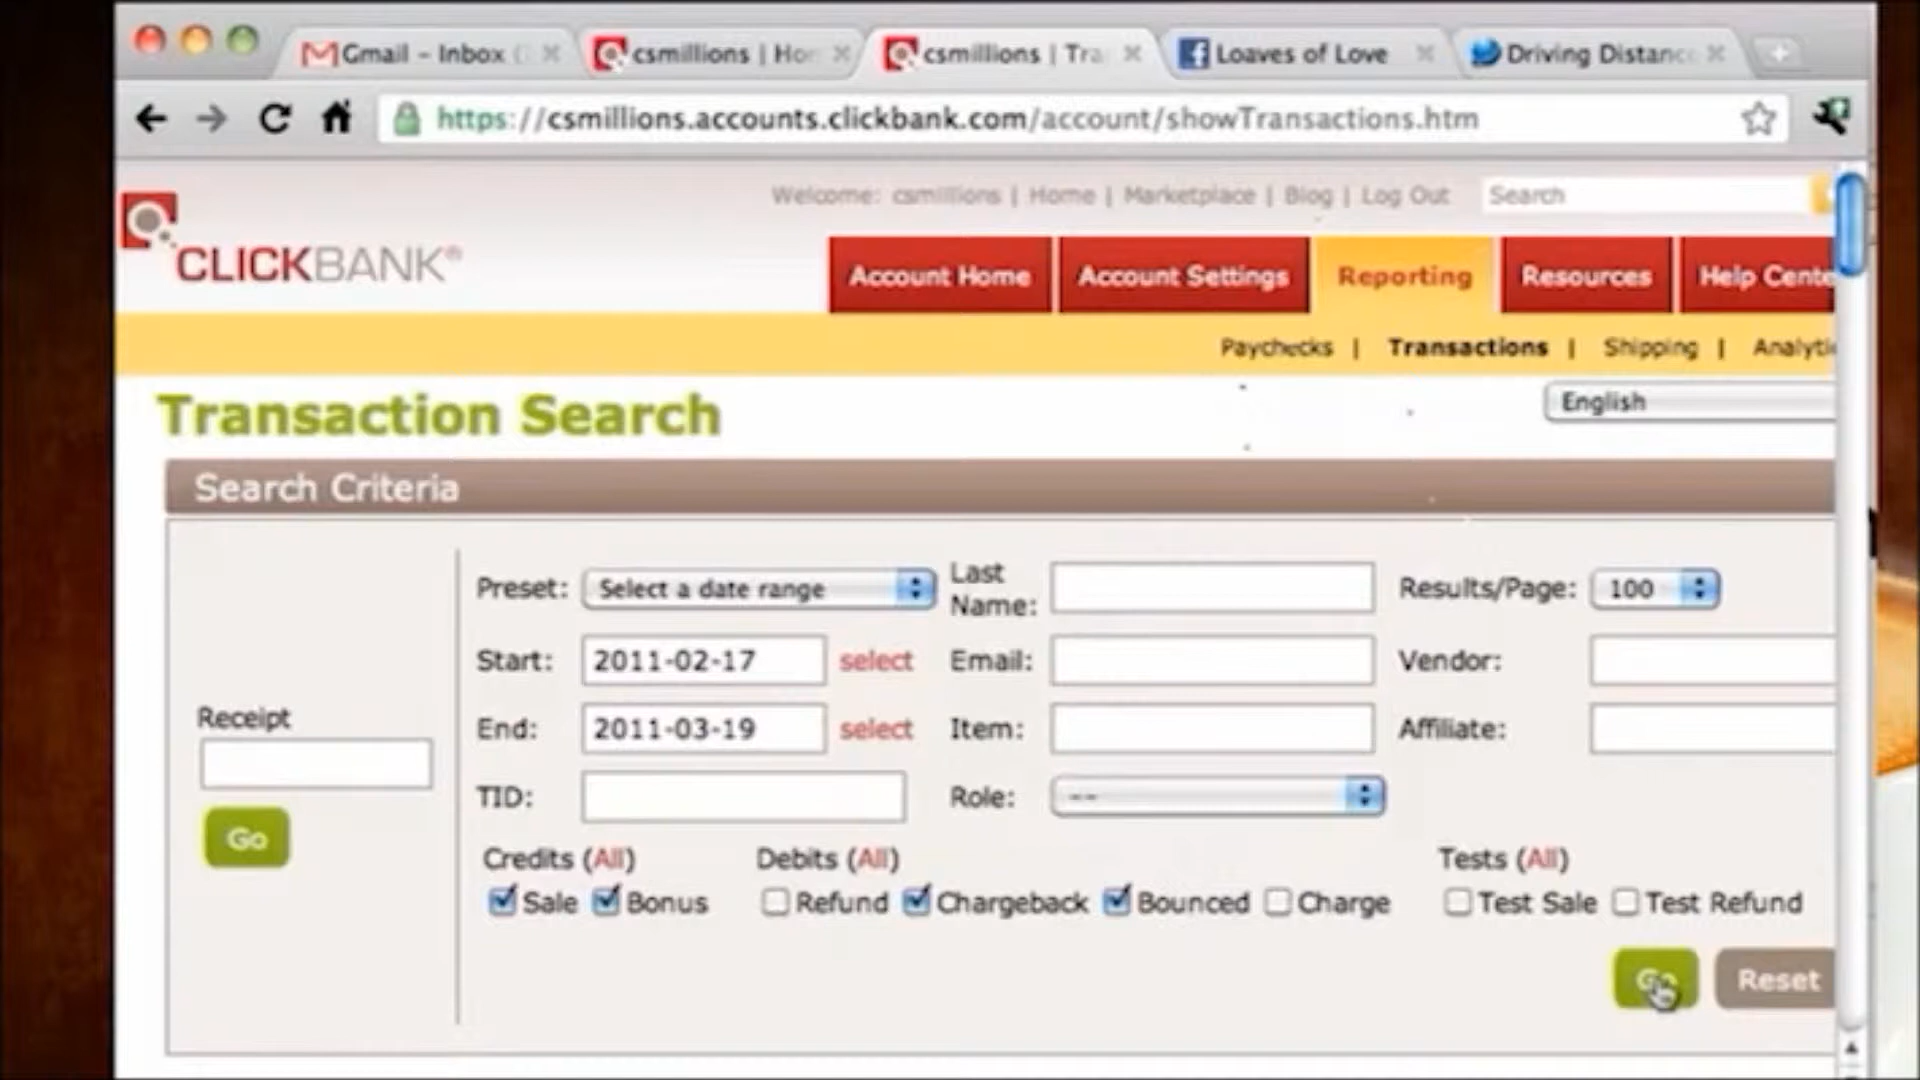 Gmail - Inbox (
csmillions | Hor
csmillions | Tra
Loaves of Love
Driving Distanc
https://csmillions.accounts.clickbank.com/account/showTransactions.htm
Welcome: csmillions | Home | Marketplace | Blog | Log Out
Search
CLICKBANK®
Account Home
Account Settings
Reporting
Resources
Help Cente
Paychecks | Transactions | Shipping | Analyti
Transaction Search
English
Search Criteria
Receipt
Go
Preset: Select a date range
Last Name:
Results/Page: 100
Start: 2011-02-17 select
Email:
Vendor:
End: 2011-03-19 select
Item:
Affiliate:
TID:
Role: --
Credits (All)
Debits (All)
Tests (All)
Sale Bonus
Refund Chargeback Bounced Charge
Test Sale Test Refund
Go
Reset